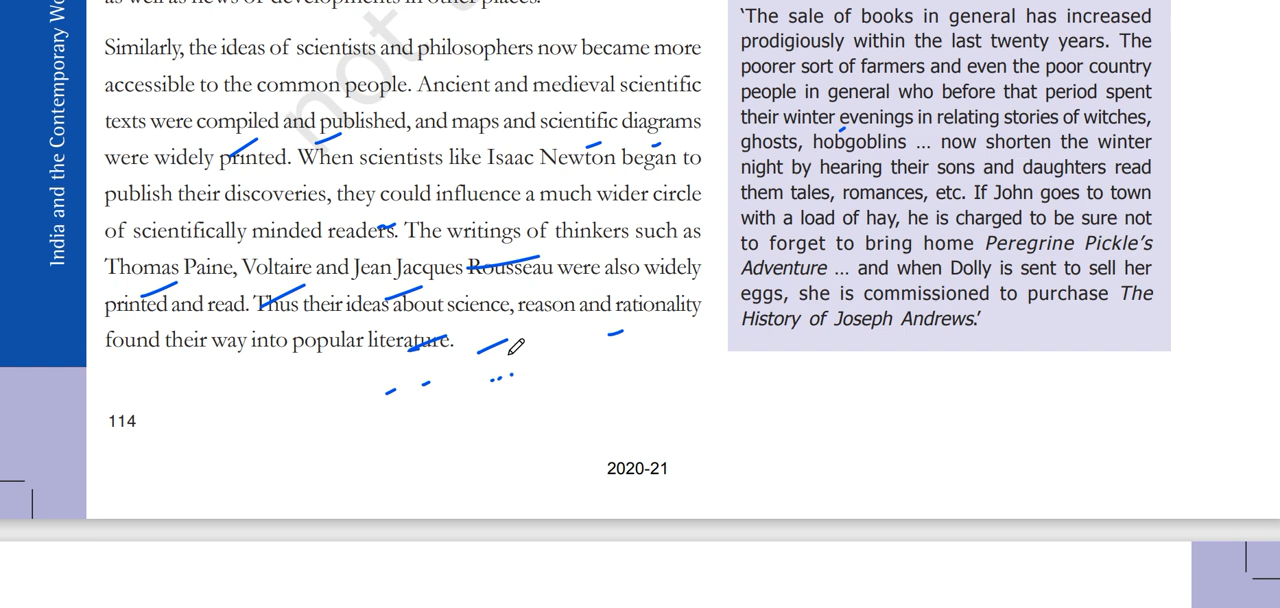 Similarly, the ideas of scientists and philosophers now became more
accessible to the common people. Ancient and medieval scientific
texts were compiled and published, and maps and scientific diagrams
were widely printed. When scientists like Isaac Newton began to
publish their discoveries, they could influence a much wider circle
of scientifically minded readers. The writings of thinkers such as
Thomas Paine, Voltaire and Jean Jacques Rousseau were also widely
printed and read. Thus their ideas about science, reason and rationality
found their way into popular literature.
114
‘The sale of books in general has increased
prodigiously within the last twenty years. The
poorer sort of farmers and even the poor country
people in general who before that period spent
their winter evenings in relating stories of witches,
ghosts, hobgoblins ... now shorten the winter
night by hearing their sons and daughters read
them tales, romances, etc. If John goes to town
with a load of hay, he is charged to be sure not
to forget to bring home Peregrine Pickle’s
Adventure ... and when Dolly is sent to sell her
eggs, she is commissioned to purchase The
History of Joseph Andrews.’
2020-21
India and the Contemporary Wo
not